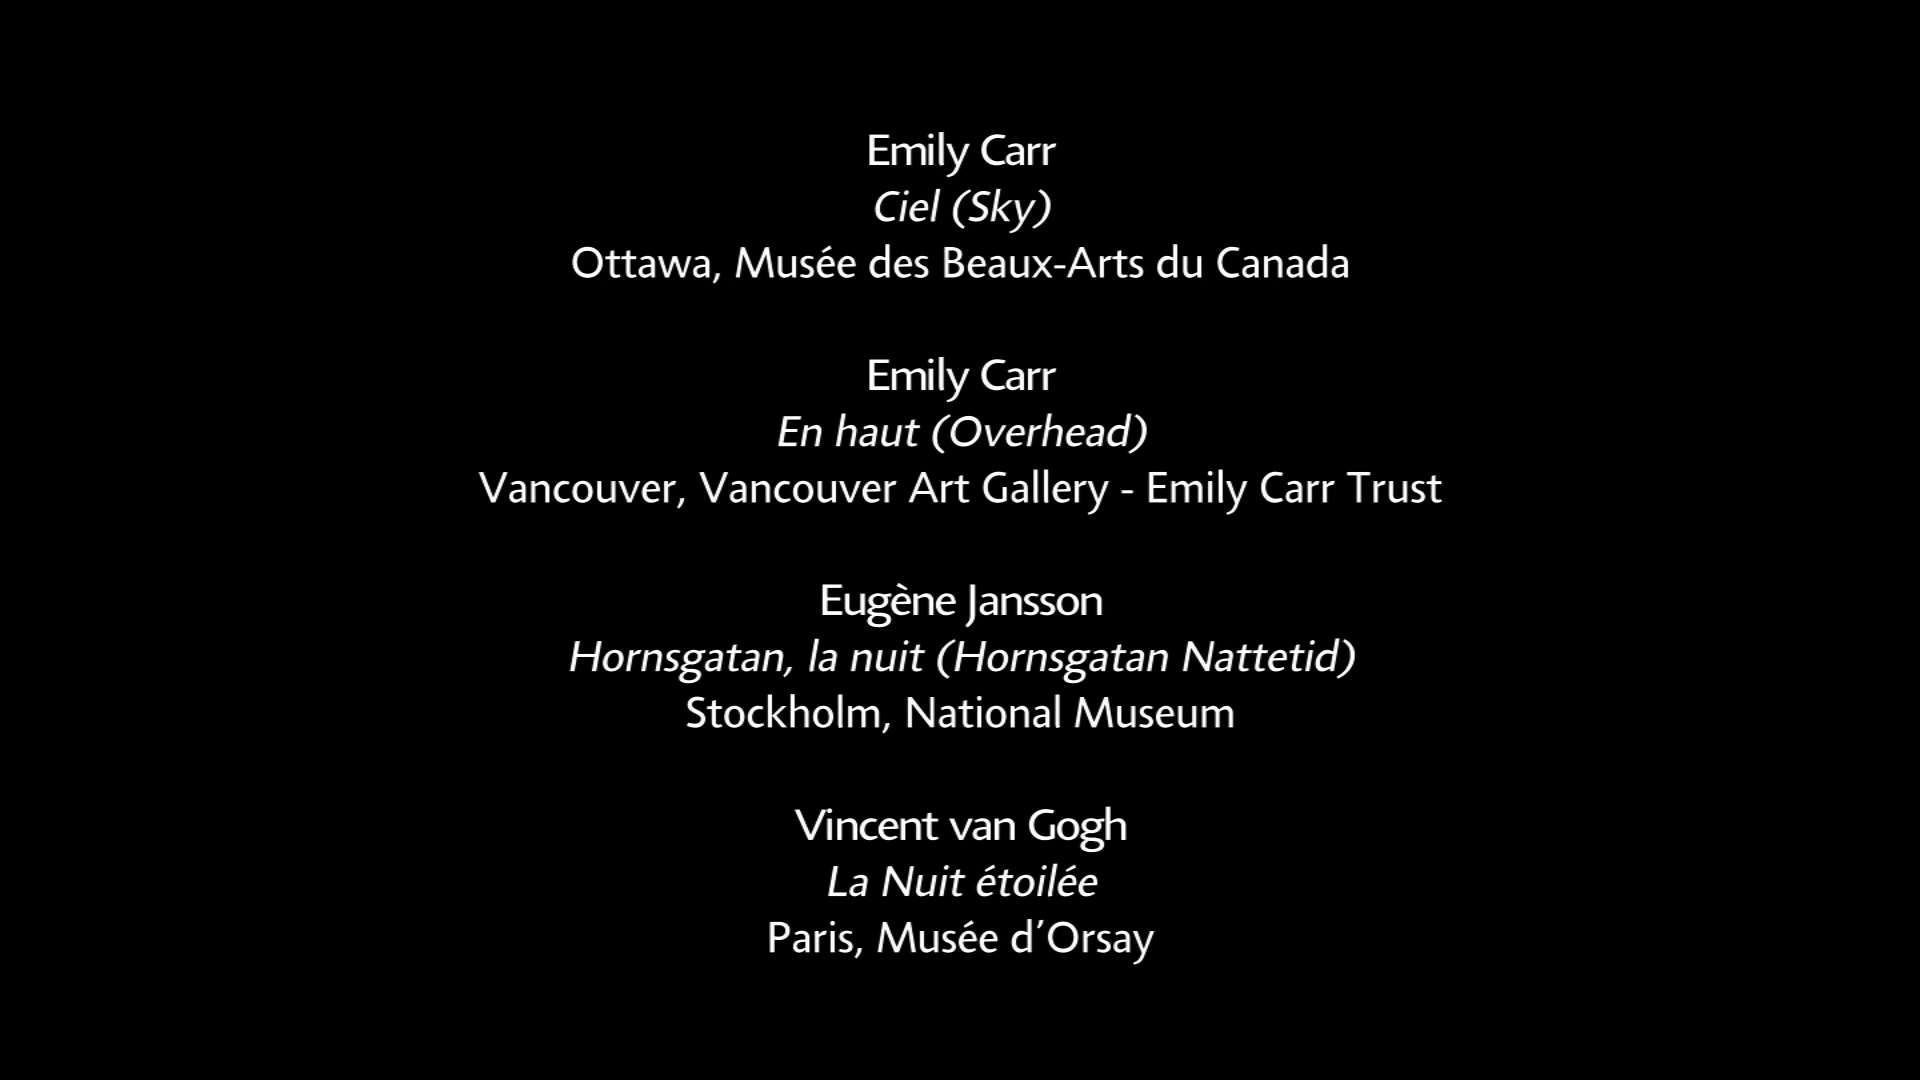 Emily Carr
Ciel (Sky)
Ottawa, Musée des Beaux-Arts du Canada
Emily Carr
En haut (Overhead)
Vancouver, Vancouver Art Gallery - Emily Carr Trust
Eugène Jansson
Hornsgatan, la nuit (Hornsgatan Nattetid)
Stockholm, National Museum
Vincent van Gogh
La Nuit étoilée
Paris, Musée d’Orsay